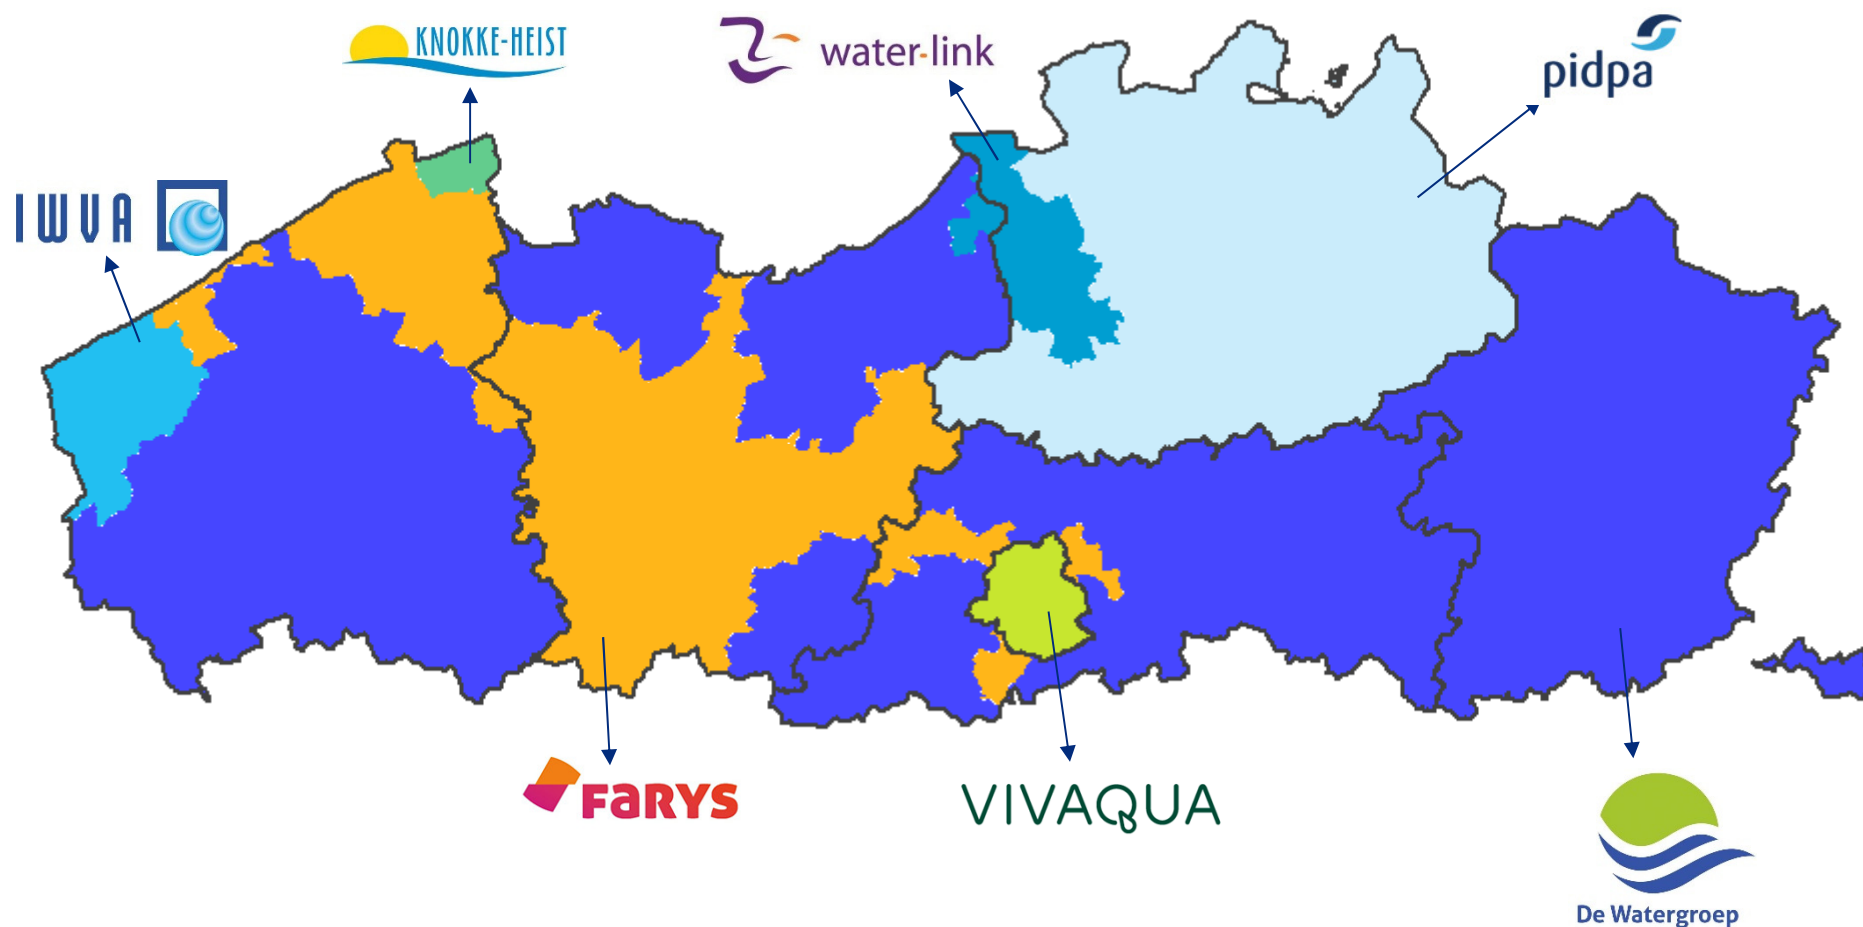 KNOKKE-HEIST
water-link
pidpa
IWVA
FARYS
VIVAQUA
De Watergroep